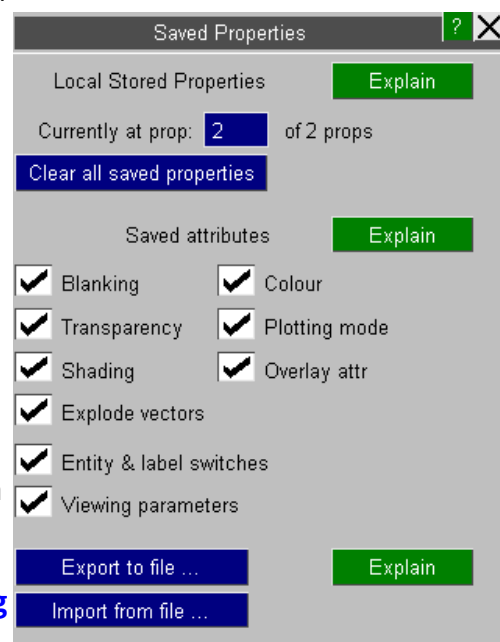 Saved Properties ? X
Local Stored Properties Explain
Currently at prop: 2 of 2 props
Clear all saved properties
Saved attributes Explain
Blanking Colour
Transparency Plotting mode
Shading Overlay attr
Explode vectors
Entity & label switches
Viewing parameters
Export to file ... Explain
g
Import from file ...